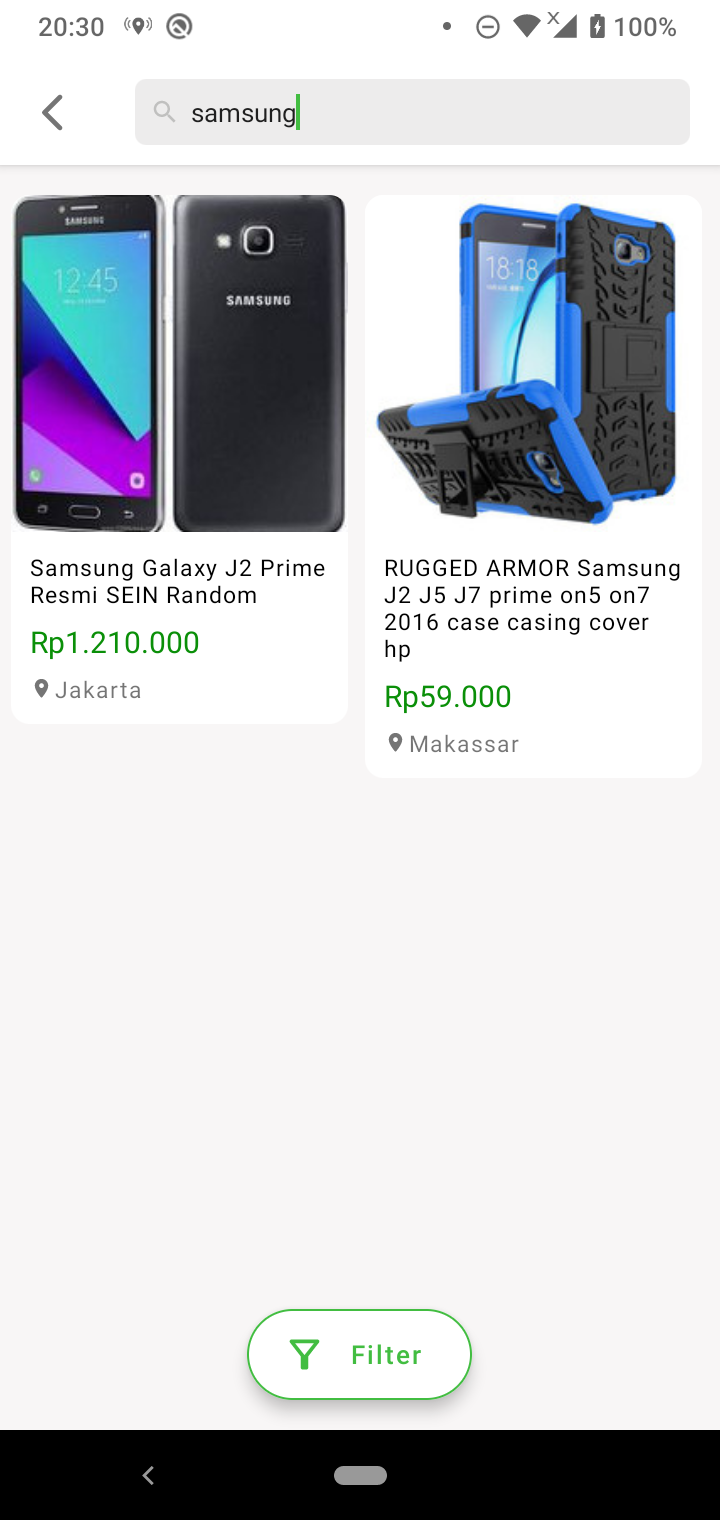 20:30
100%
samsung
SAMSUNG
12:45
SAMSUNG
18:18
Samsung Galaxy J2 Prime
Resmi SEIN Random
Rp1.210.000
Jakarta
RUGGED ARMOR Samsung
J2 J5 J7 prime on5 on7
2016 case casing cover
hp
Rp59.000
Makassar
Filter